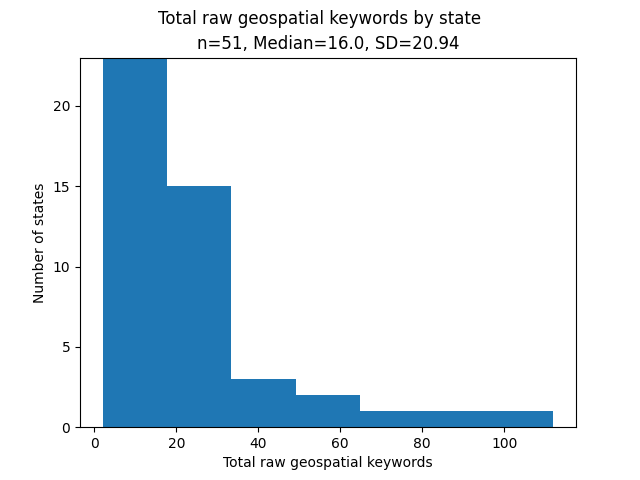 Total raw geospatial keywords by state
n=51, Median=16.0, SD=20.94
20
15
10
5
0
Number of states
0 20 40 60 80 100
Total raw geospatial keywords